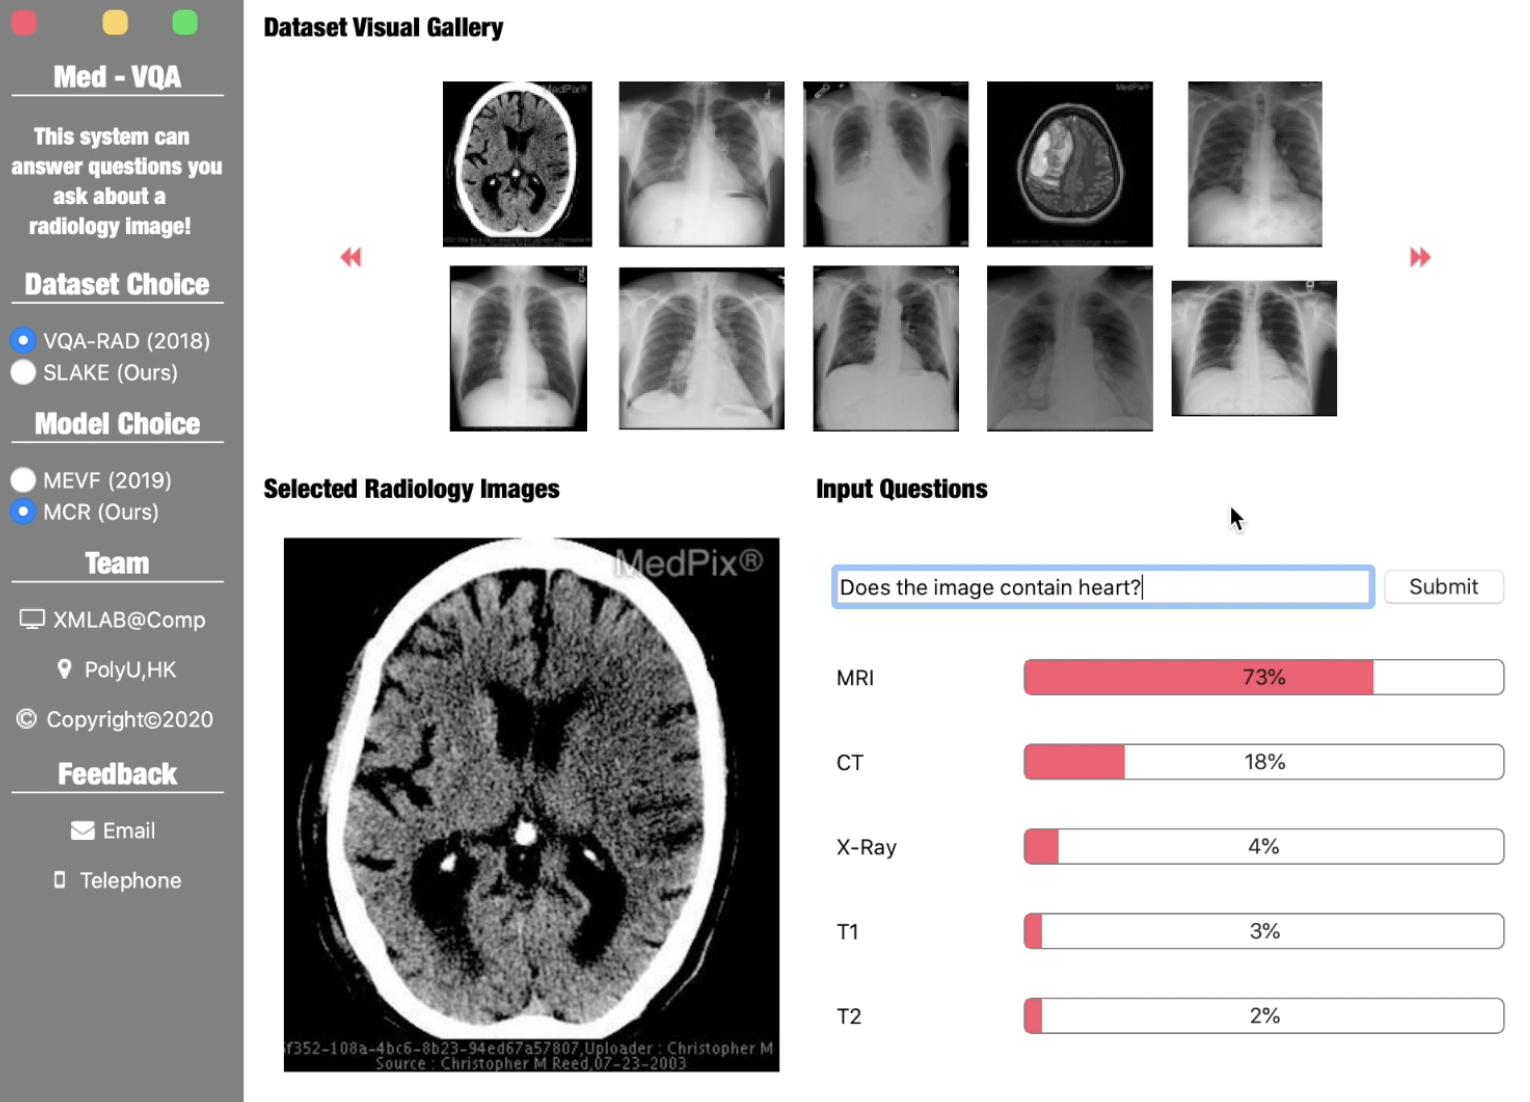 Med - VQA
This system can
answer questions you
ask about a
radiology image!
Dataset Choice
VQA-RAD (2018)
SLAKE (Ours)
Model Choice
MEVF (2019)
MCR (Ours)
Team
XMLAB@Comp
PolyU,HK
Copyright©2020
Feedback
Email
Telephone
Dataset Visual Gallery
MedPix®
MedPix®
Selected Radiology Images
MedPix®
5f352-108a-4bc6-8b23-94ed67a57807,Uploader : Christopher M
Source : Christopher M Reed,07-23-2003
Input Questions
Does the image contain heart?
Submit
MRI
73%
CT
18%
X-Ray
4%
T1
3%
T2
2%